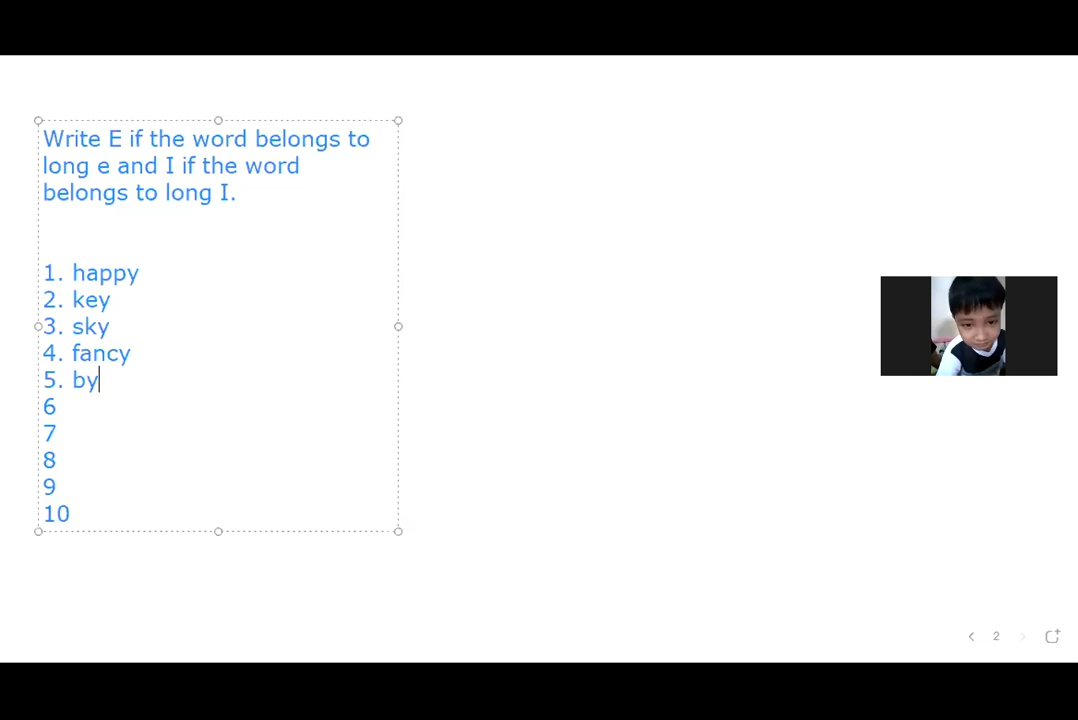 Write E if the word belongs to
long e and I if the word
belongs to long I.
1. happy
2. key
3. sky
4. fancy
5. by
6
7
8
9
10
2